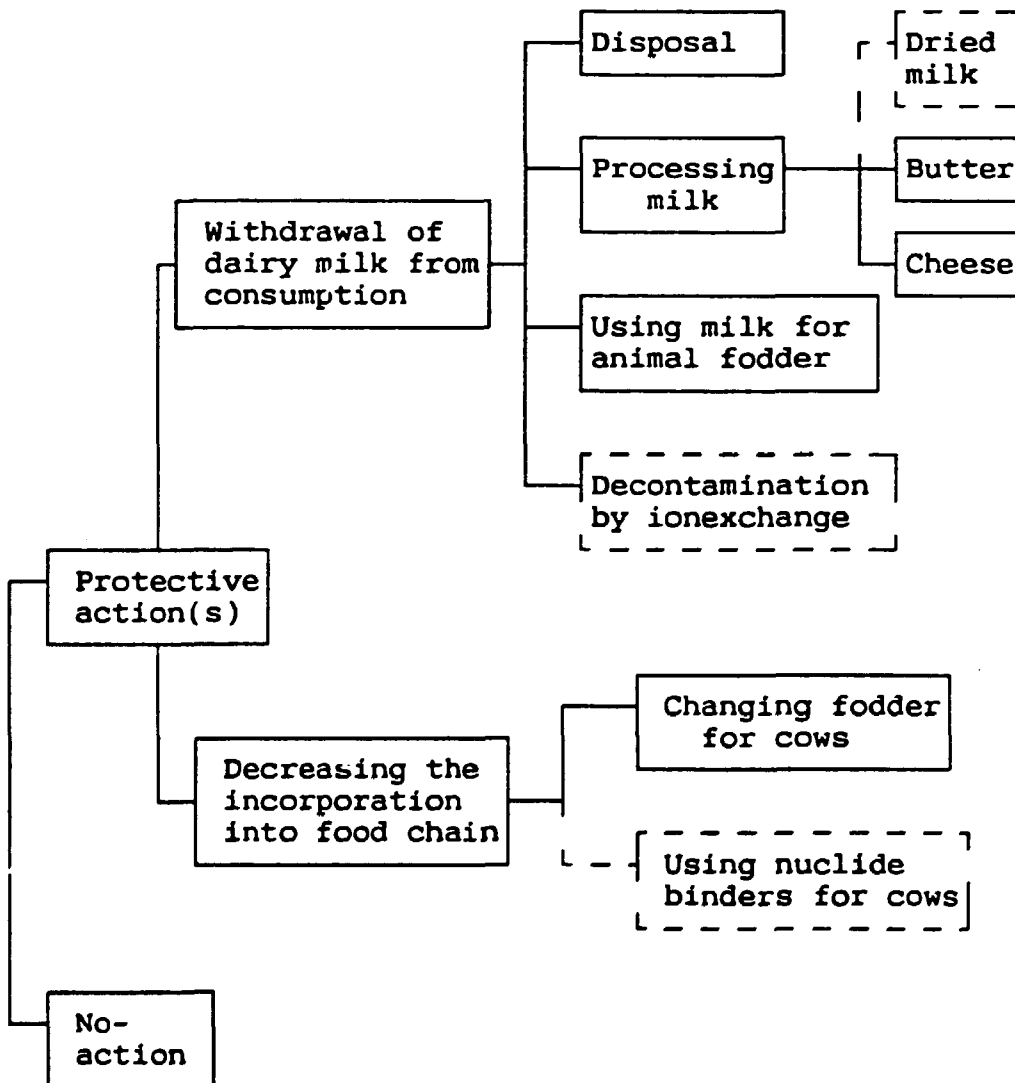 Disposal
Dried
milk
Processing
milk
Butter
Cheese
Withdrawal of
dairy milk from
consumption
Using milk for
animal fodder
Decontamination
by ionexchange
Protective
action(s)
Changing fodder
for cows
Decreasing the
incorporation
into food chain
Using nuclide
binders for cows
No-
action